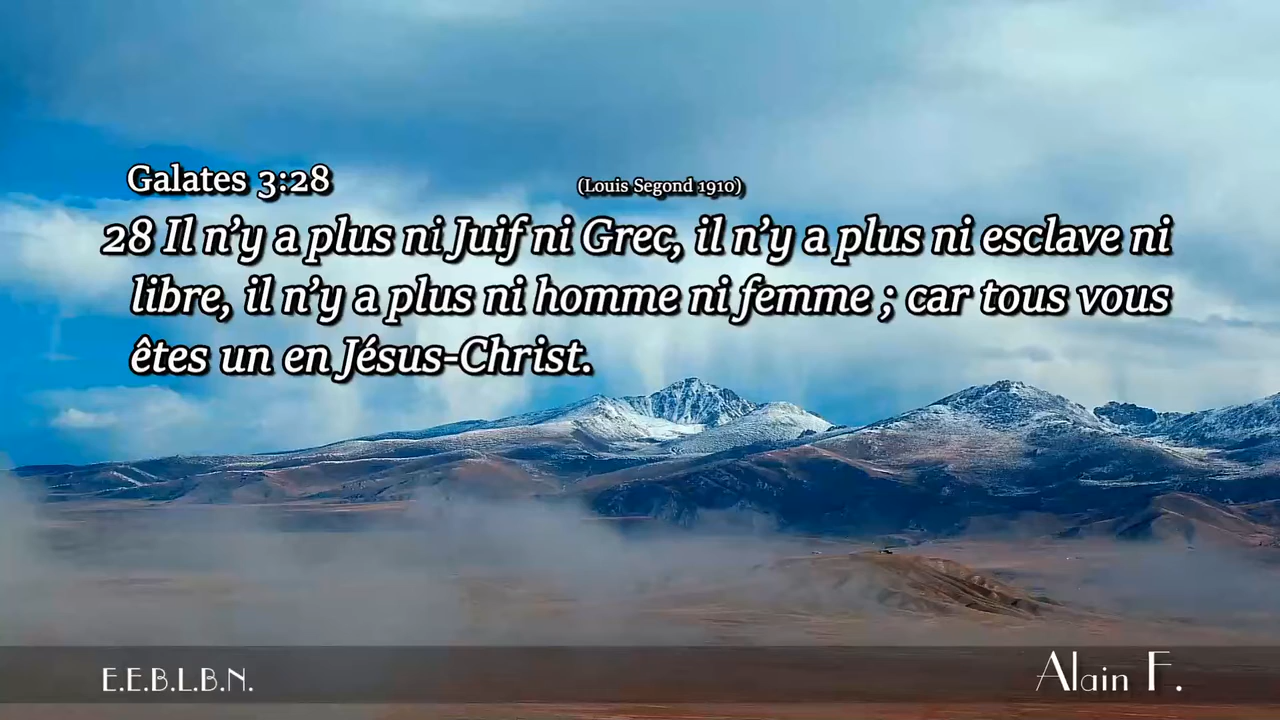 Galates 3:28 (Louis Segond 1910)
28 Il n’y a plus ni Juif ni Grec, il n’y a plus ni esclave ni
libre, il n’y a plus ni homme ni femme ; car tous vous
êtes un en Jésus-Christ.
E.E.B.L.B.N. Alain F.